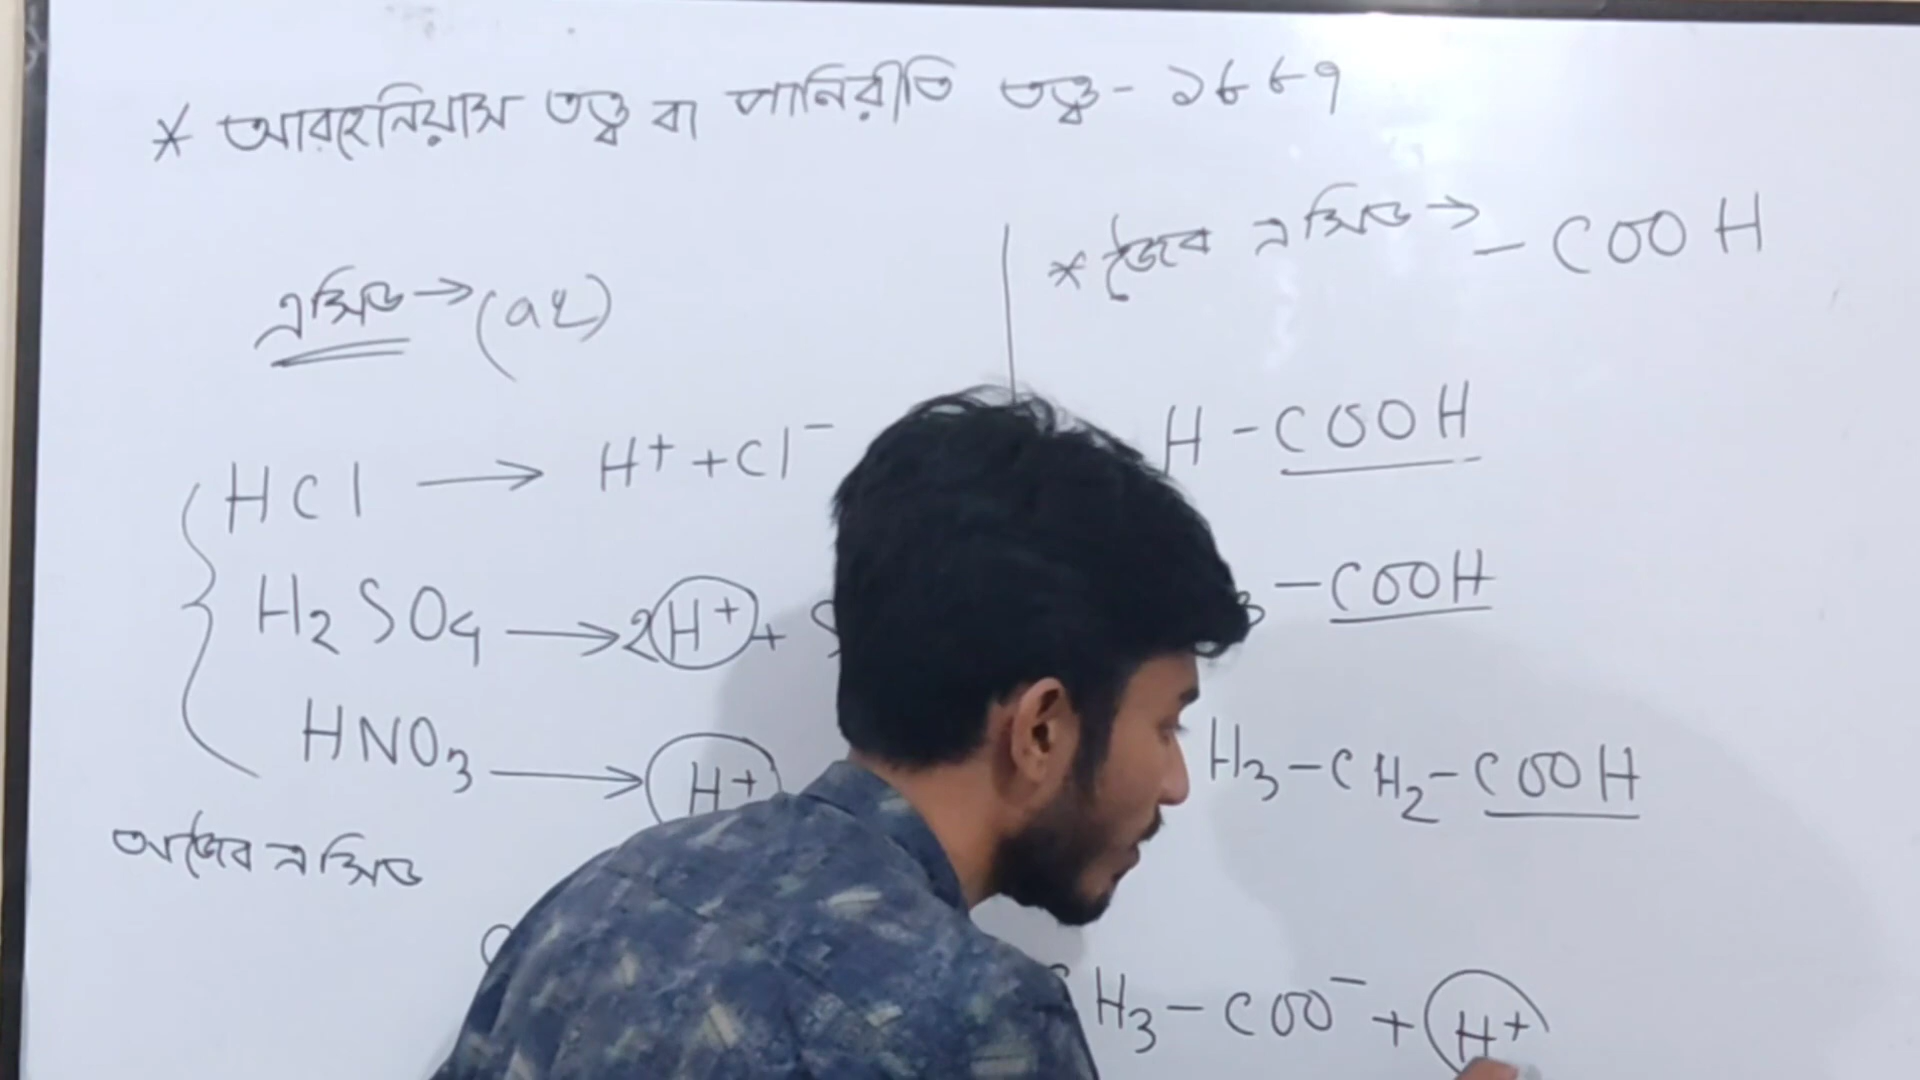 * আরহেনিয়াস তত্ত্ব বা পানিরীতি তত্ত্ব - ১৮৮৭
এসিড → (aq)
HCl → H⁺ + Cl⁻
H₂SO₄ → 2H⁺ +
HNO₃ → H⁺
অজৈব এসিড
* জৈব এসিড → - COOH
H - COOH
- COOH
H₃ - CH₂ - COOH
H₃ - COO⁻ + H⁺